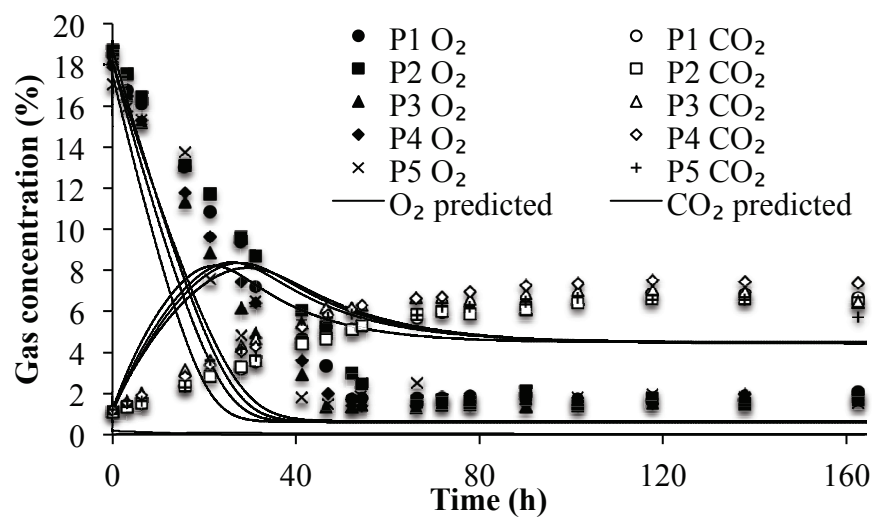 20
18
16
14
12
10
8
6
4
2
0
Gas concentration (%)
P1 O₂
P2 O₂
P3 O₂
P4 O₂
P5 O₂
O₂ predicted
P1 CO₂
P2 CO₂
P3 CO₂
P4 CO₂
P5 CO₂
CO₂ predicted
0 40 80 120 160
Time (h)